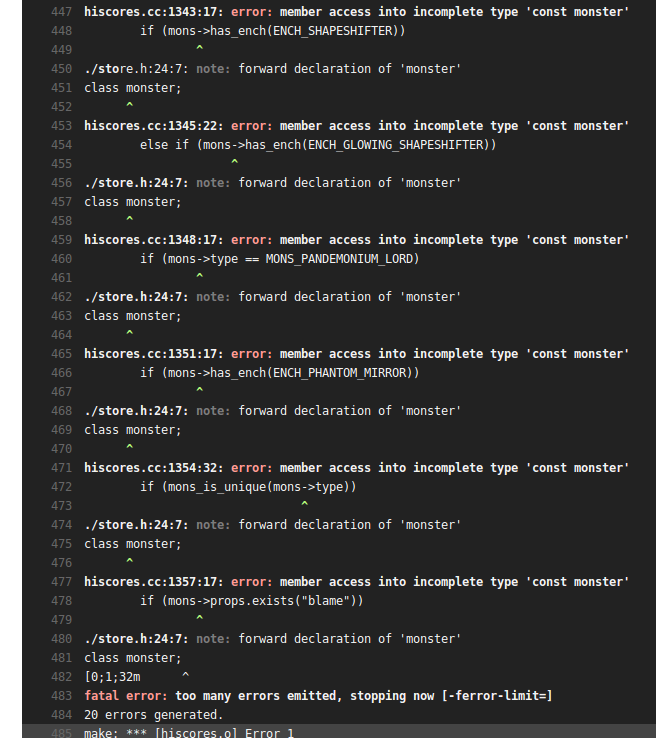 447 hiscores.cc:1343:17: error: member access into incomplete type 'const monster'
448         if (mons->has_ench(ENCH_SHAPESHIFTER))
449                 ^
450 ./store.h:24:7: note: forward declaration of 'monster'
451 class monster;
452       ^
453 hiscores.cc:1345:22: error: member access into incomplete type 'const monster'
454         else if (mons->has_ench(ENCH_GLOWING_SHAPESHIFTER))
455                      ^
456 ./store.h:24:7: note: forward declaration of 'monster'
457 class monster;
458       ^
459 hiscores.cc:1348:17: error: member access into incomplete type 'const monster'
460         if (mons->type == MONS_PANDEMONIUM_LORD)
461                 ^
462 ./store.h:24:7: note: forward declaration of 'monster'
463 class monster;
464       ^
465 hiscores.cc:1351:17: error: member access into incomplete type 'const monster'
466         if (mons->has_ench(ENCH_PHANTOM_MIRROR))
467                 ^
468 ./store.h:24:7: note: forward declaration of 'monster'
469 class monster;
470       ^
471 hiscores.cc:1354:32: error: member access into incomplete type 'const monster'
472         if (mons_is_unique(mons->type))
473                                ^
474 ./store.h:24:7: note: forward declaration of 'monster'
475 class monster;
476       ^
477 hiscores.cc:1357:17: error: member access into incomplete type 'const monster'
478         if (mons->props.exists("blame"))
479                 ^
480 ./store.h:24:7: note: forward declaration of 'monster'
481 class monster;
482 [0;1;32m      ^
483 fatal error: too many errors emitted, stopping now [-ferror-limit=]
484 20 errors generated.
485 make: *** [hiscores.o] Error 1